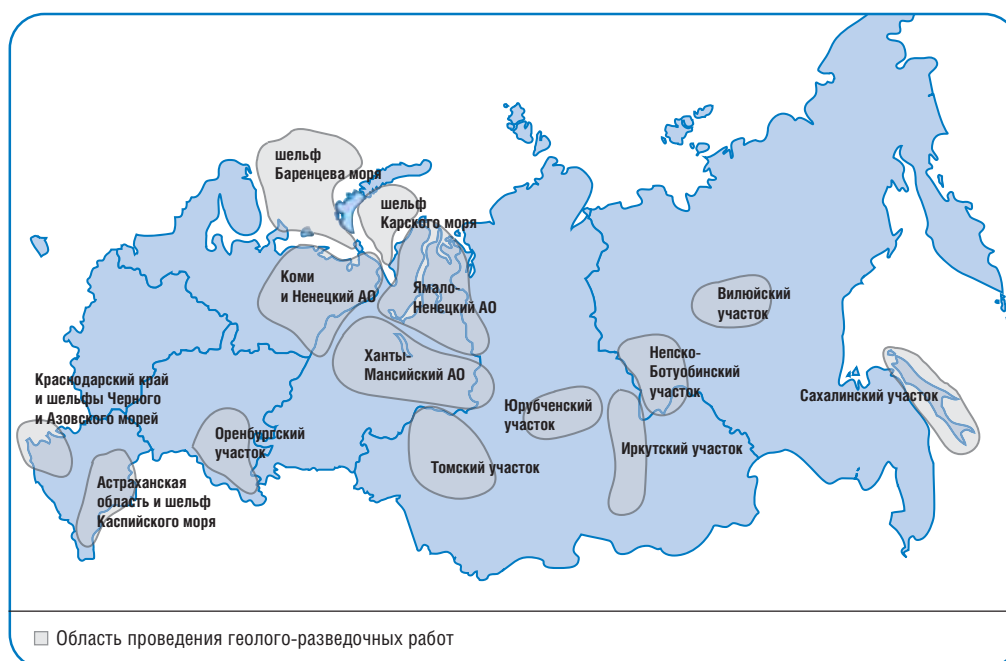 шельф
Баренцева моря
шельф
Карского моря
Коми
и Ненецкий АО
Ямало-
Ненецкий АО
Вилюйский
участок
Ханты-
Мансийский АО
Непско-
Ботуобинский
участок
Краснодарский край
и шельфы Черного
и Азовского морей
Сахалинский участок
Юрубченский
участок
Оренбургский
участок
Иркутский участок
Томский участок
Астраханская
область и шельф
Каспийского моря
Область проведения геолого-разведочных работ